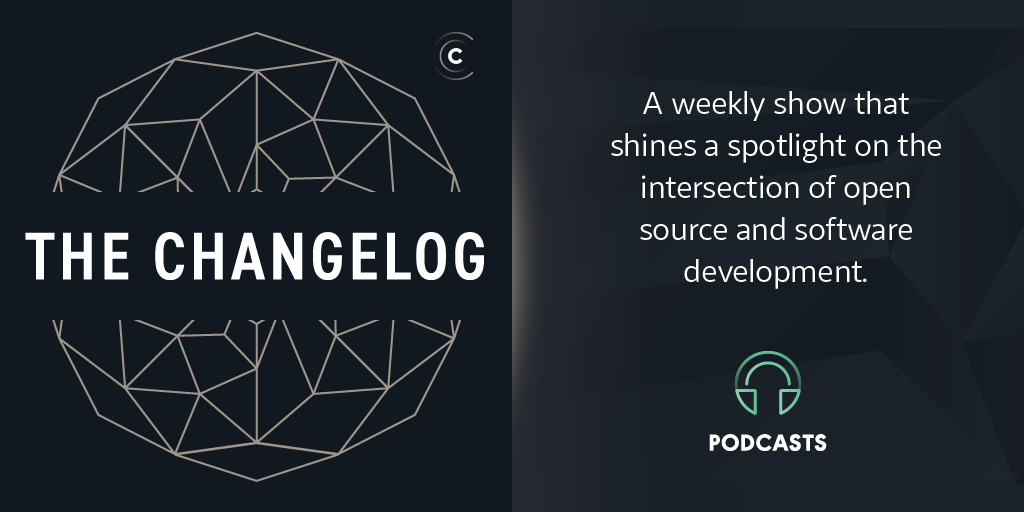 C
THE CHANGELOG
A weekly show that
shines a spotlight on the
intersection of open
source and software
development.
PODCASTS